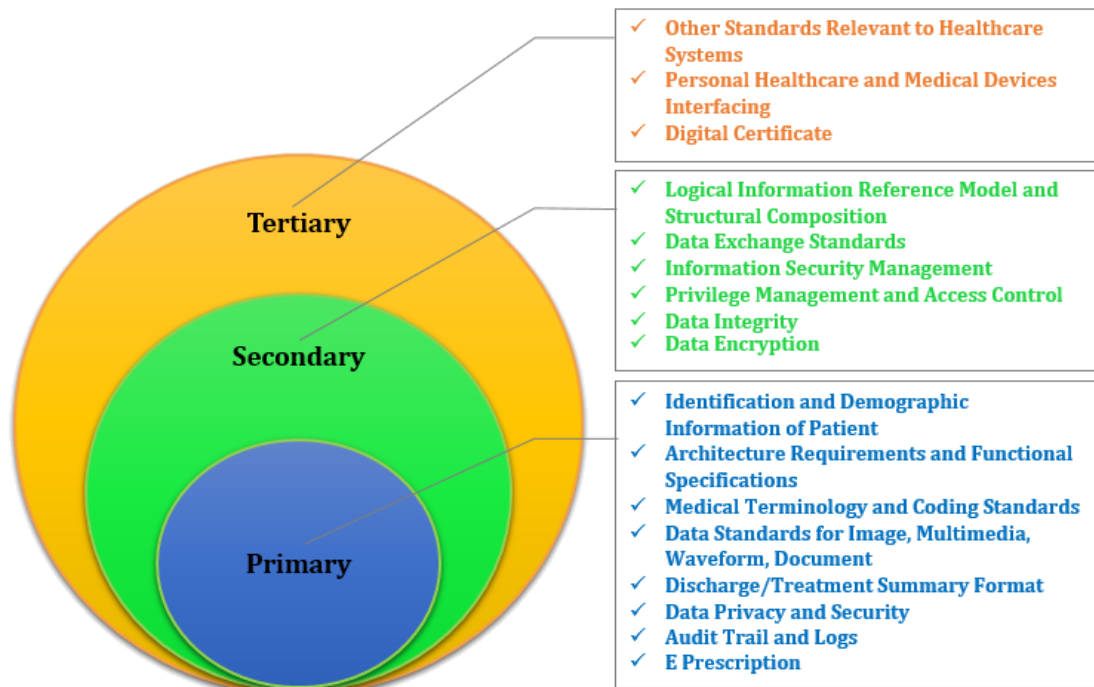 ✓ Other Standards Relevant to Healthcare
Systems
✓ Personal Healthcare and Medical Devices
Interfacing
✓ Digital Certificate
Tertiary
✓ Logical Information Reference Model and
Structural Composition
✓ Data Exchange Standards
✓ Information Security Management
✓ Privilege Management and Access Control
✓ Data Integrity
✓ Data Encryption
Secondary
✓ Identification and Demographic
Information of Patient
✓ Architecture Requirements and Functional
Specifications
✓ Medical Terminology and Coding Standards
✓ Data Standards for Image, Multimedia,
Waveform, Document
✓ Discharge/Treatment Summary Format
✓ Data Privacy and Security
✓ Audit Trail and Logs
✓ E Prescription
Primary